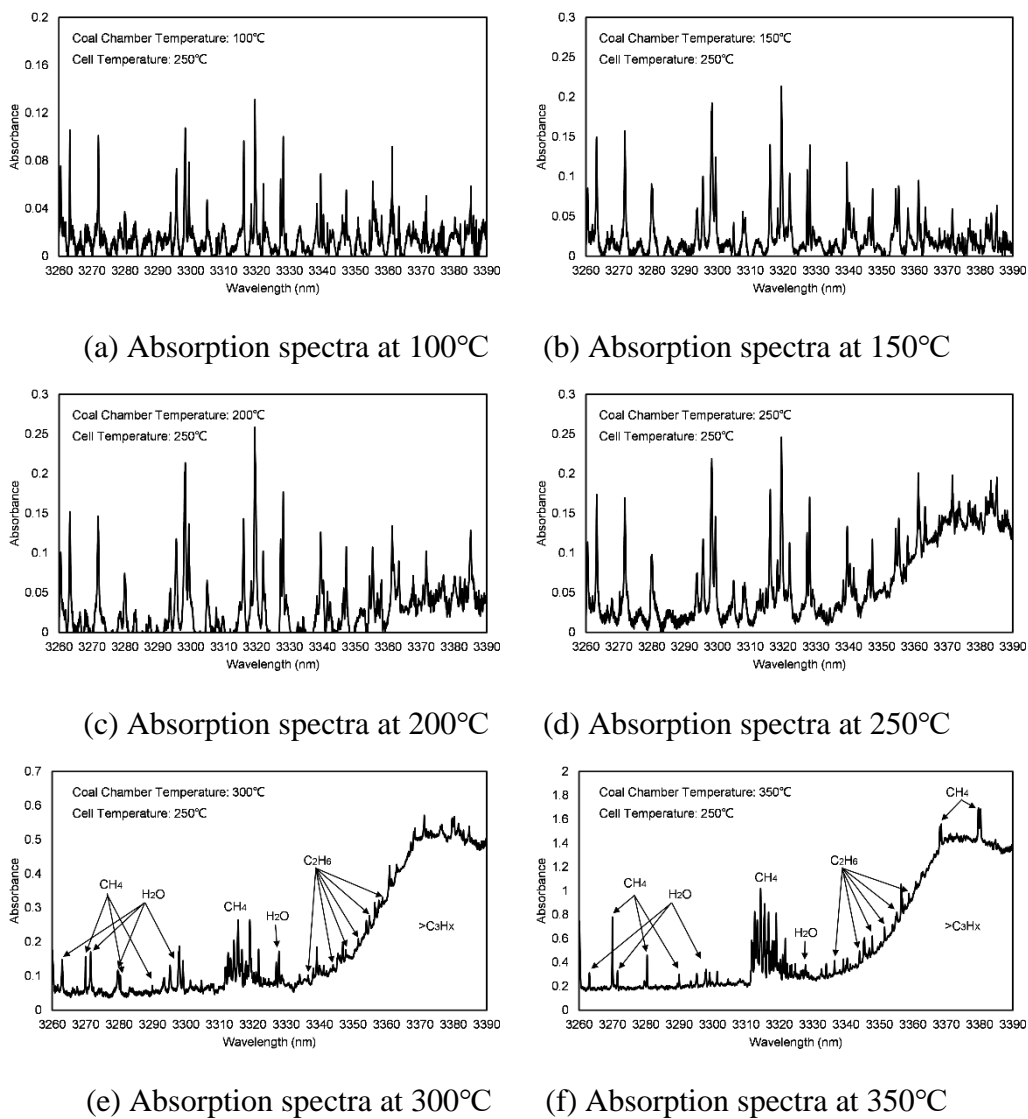 0.2
0.16
0.12
0.08
0.04
0
Absorbance
Coal Chamber Temperature: 100℃
Cell Temperature: 250℃
3260 3270 3280 3290 3300 3310 3320 3330 3340 3350 3360 3370 3380 3390
Wavelength (nm)
(a) Absorption spectra at 100°C
0.3
0.25
0.2
0.15
0.1
0.05
0
Absorbance
Coal Chamber Temperature: 150℃
Cell Temperature: 250℃
3260 3270 3280 3290 3300 3310 3320 3330 3340 3350 3360 3370 3380 3390
Wavelength (nm)
(b) Absorption spectra at 150°C
0.3
0.25
0.2
0.15
0.1
0.05
0
Absorbance
Coal Chamber Temperature: 200℃
Cell Temperature: 250℃
3260 3270 3280 3290 3300 3310 3320 3330 3340 3350 3360 3370 3380 3390
Wavelength (nm)
(c) Absorption spectra at 200°C
0.3
0.25
0.2
0.15
0.1
0.05
0
Absorbance
Coal Chamber Temperature: 250℃
Cell Temperature: 250℃
3260 3270 3280 3290 3300 3310 3320 3330 3340 3350 3360 3370 3380 3390
Wavelength (nm)
(d) Absorption spectra at 250°C
0.7
0.6
0.5
0.4
0.3
0.2
0.1
0
Absorbance
Coal Chamber Temperature: 300℃
Cell Temperature: 250℃
CH4
H2O
CH4
H2O
C2H6
>C3Hx
3260 3270 3280 3290 3300 3310 3320 3330 3340 3350 3360 3370 3380 3390
Wavelength (nm)
(e) Absorption spectra at 300°C
2
1.8
1.6
1.4
1.2
1
0.8
0.6
0.4
0.2
0
Absorbance
Coal Chamber Temperature: 350℃
Cell Temperature: 250℃
CH4
CH4
H2O
CH4
H2O
C2H6
>C3Hx
3260 3270 3280 3290 3300 3310 3320 3330 3340 3350 3360 3370 3380 3390
Wavelength (nm)
(f) Absorption spectra at 350°C